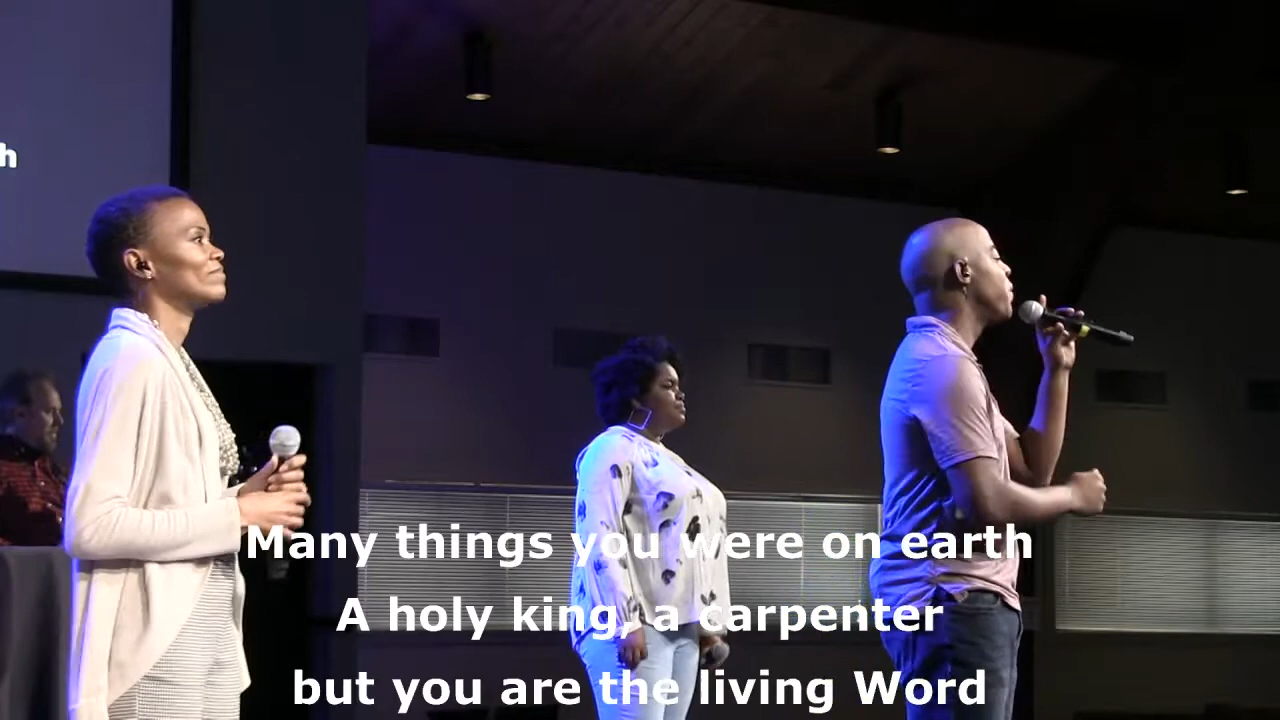 h
Many things you were on earth
A holy king, a carpenter
but you are the living Word